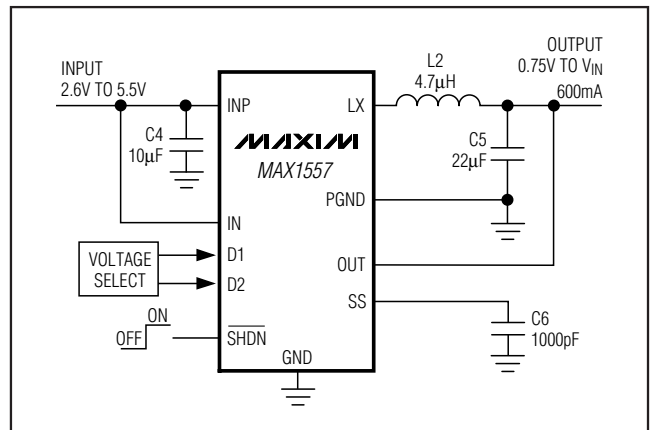 INPUT
2.6V TO 5.5V
C4
10μF
INP
IN
VOLTAGE
SELECT
D1
D2
ON
OFF
SHDN
GND
MAXIM
MAX1557
LX
PGND
OUT
SS
L2
4.7μH
OUTPUT
0.75V TO VIN
600mA
C5
22μF
C6
1000pF